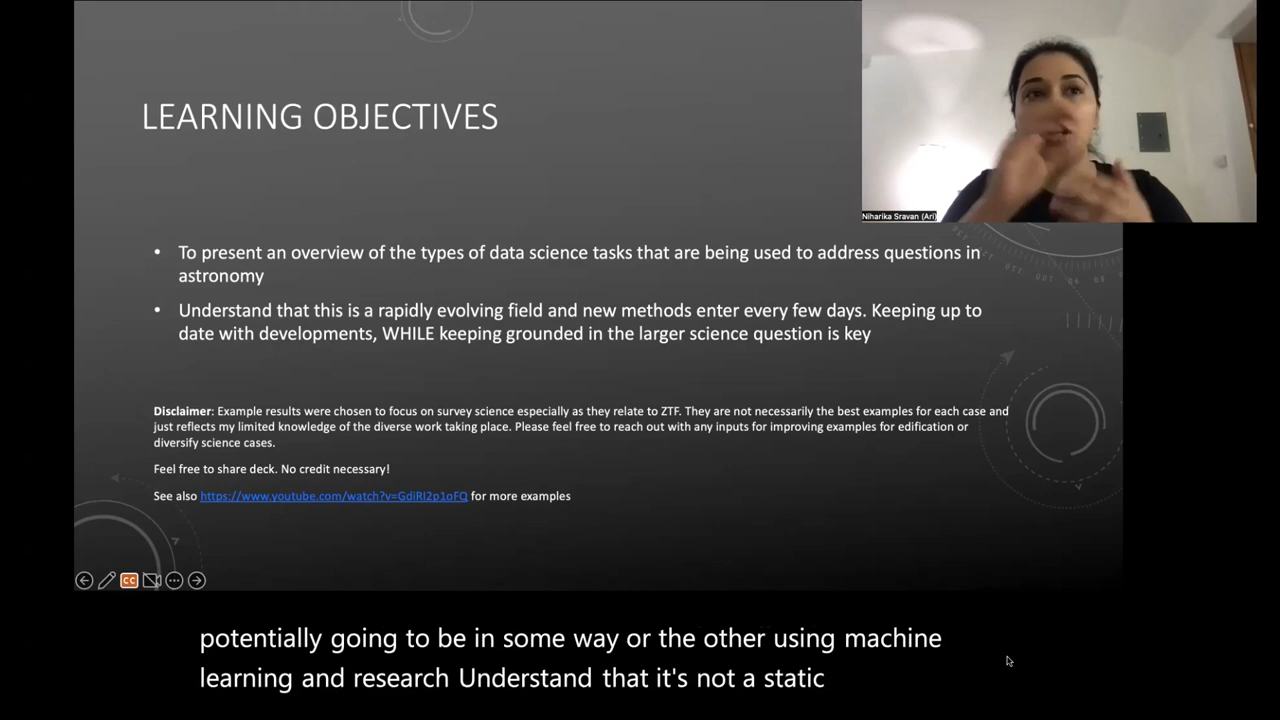 LEARNING OBJECTIVES
Niharika Sravan (Ari)
• To present an overview of the types of data science tasks that are being used to address questions in
astronomy
• Understand that this is a rapidly evolving field and new methods enter every few days. Keeping up to
date with developments, WHILE keeping grounded in the larger science question is key
Disclaimer: Example results were chosen to focus on survey science especially as they relate to ZTF. They are not necessarily the best examples for each case and
just reflects my limited knowledge of the diverse work taking place. Please feel free to reach out with any inputs for improving examples for edification or
diversify science cases.
Feel free to share deck. No credit necessary!
See also https://www.youtube.com/watch?v=GdiRI2p1oFQ for more examples
CC
potentially going to be in some way or the other using machine
learning and research Understand that it's not a static